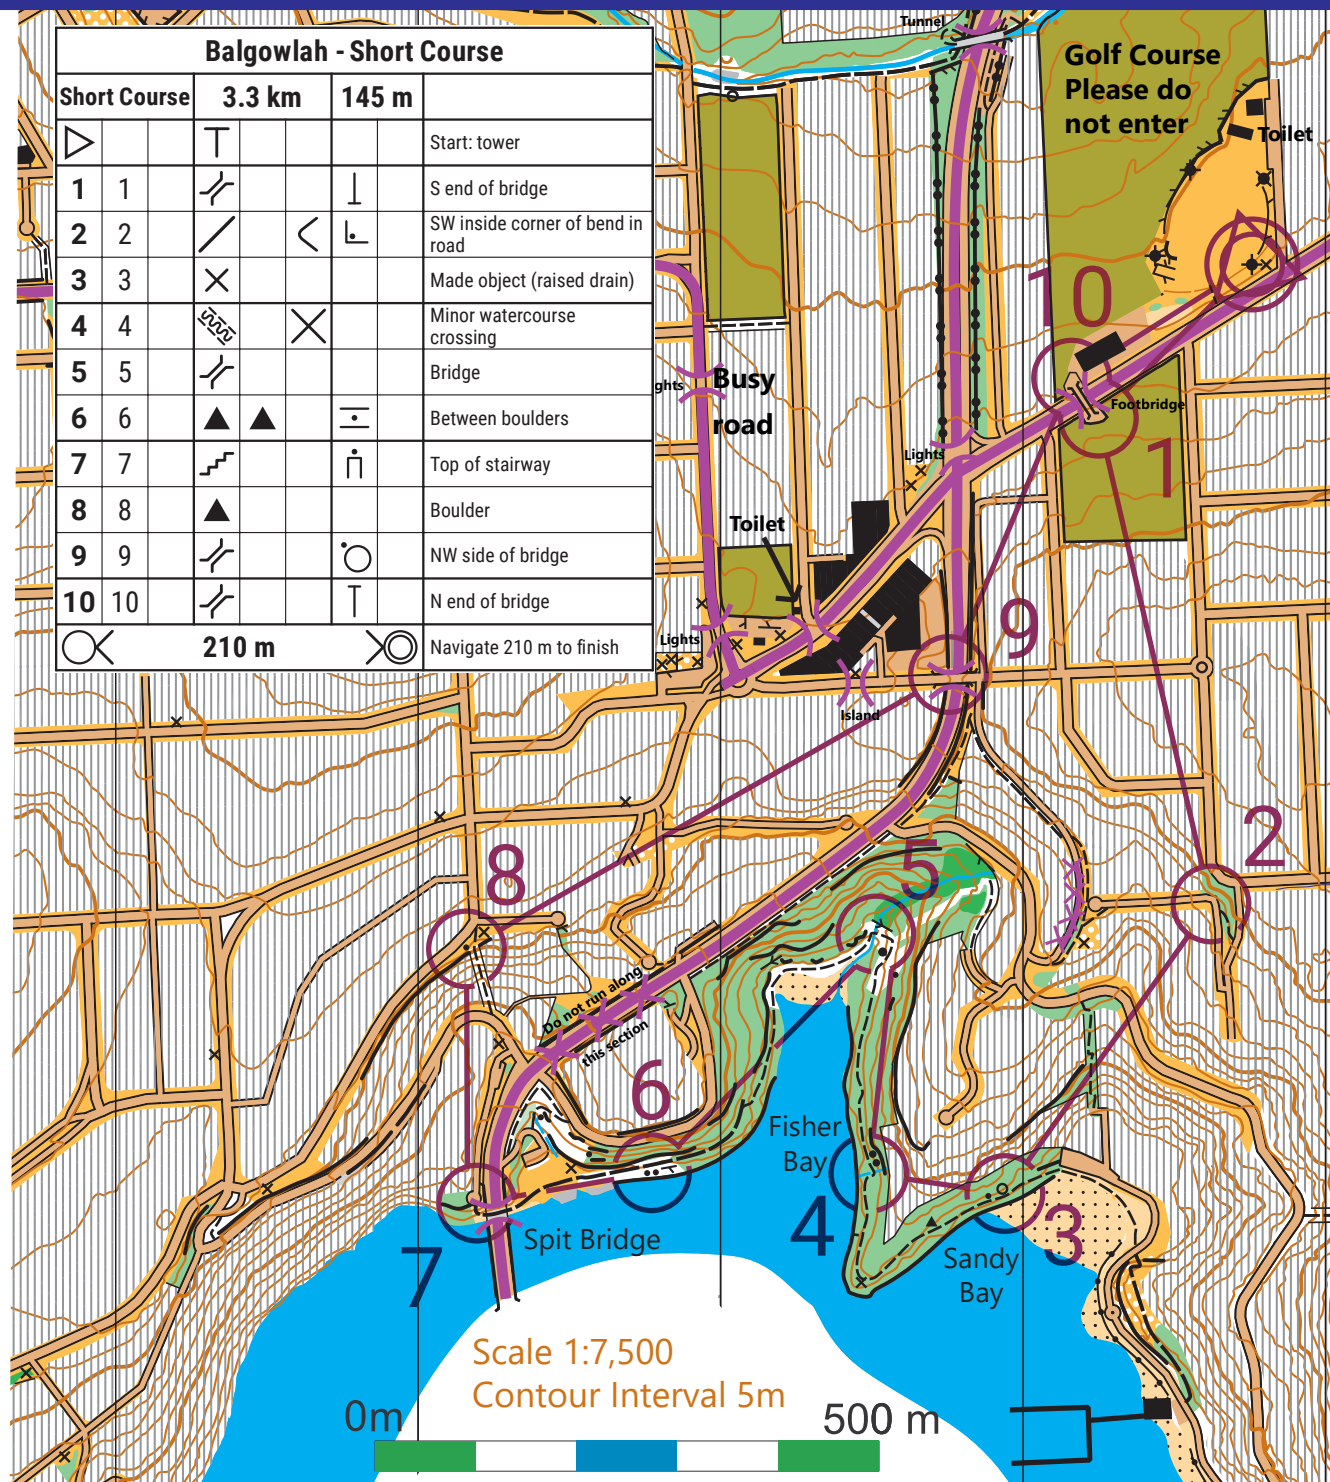 Balgowlah - Short Course
Short Course 3.3 km 145 m
Start: tower
1 1 S end of bridge
2 2 SW inside corner of bend in
road
3 3 Made object (raised drain)
4 4 Minor watercourse
crossing
5 5 Bridge
6 6 Between boulders
7 7 Top of stairway
8 8 Boulder
9 9 NW side of bridge
10 10 N end of bridge
210 m Navigate 210 m to finish
Tunnel
Golf Course
Please do
not enter
Toilet
10
ghts
Busy
road
Footbridge
1
Lights
Toilet
9
Lights
Island
2
8
5
Do not run along
this section
6
Fisher
Bay
4
3
Spit Bridge
7
Sandy
Bay
Scale 1:7,500
Contour Interval 5m
0m 500 m